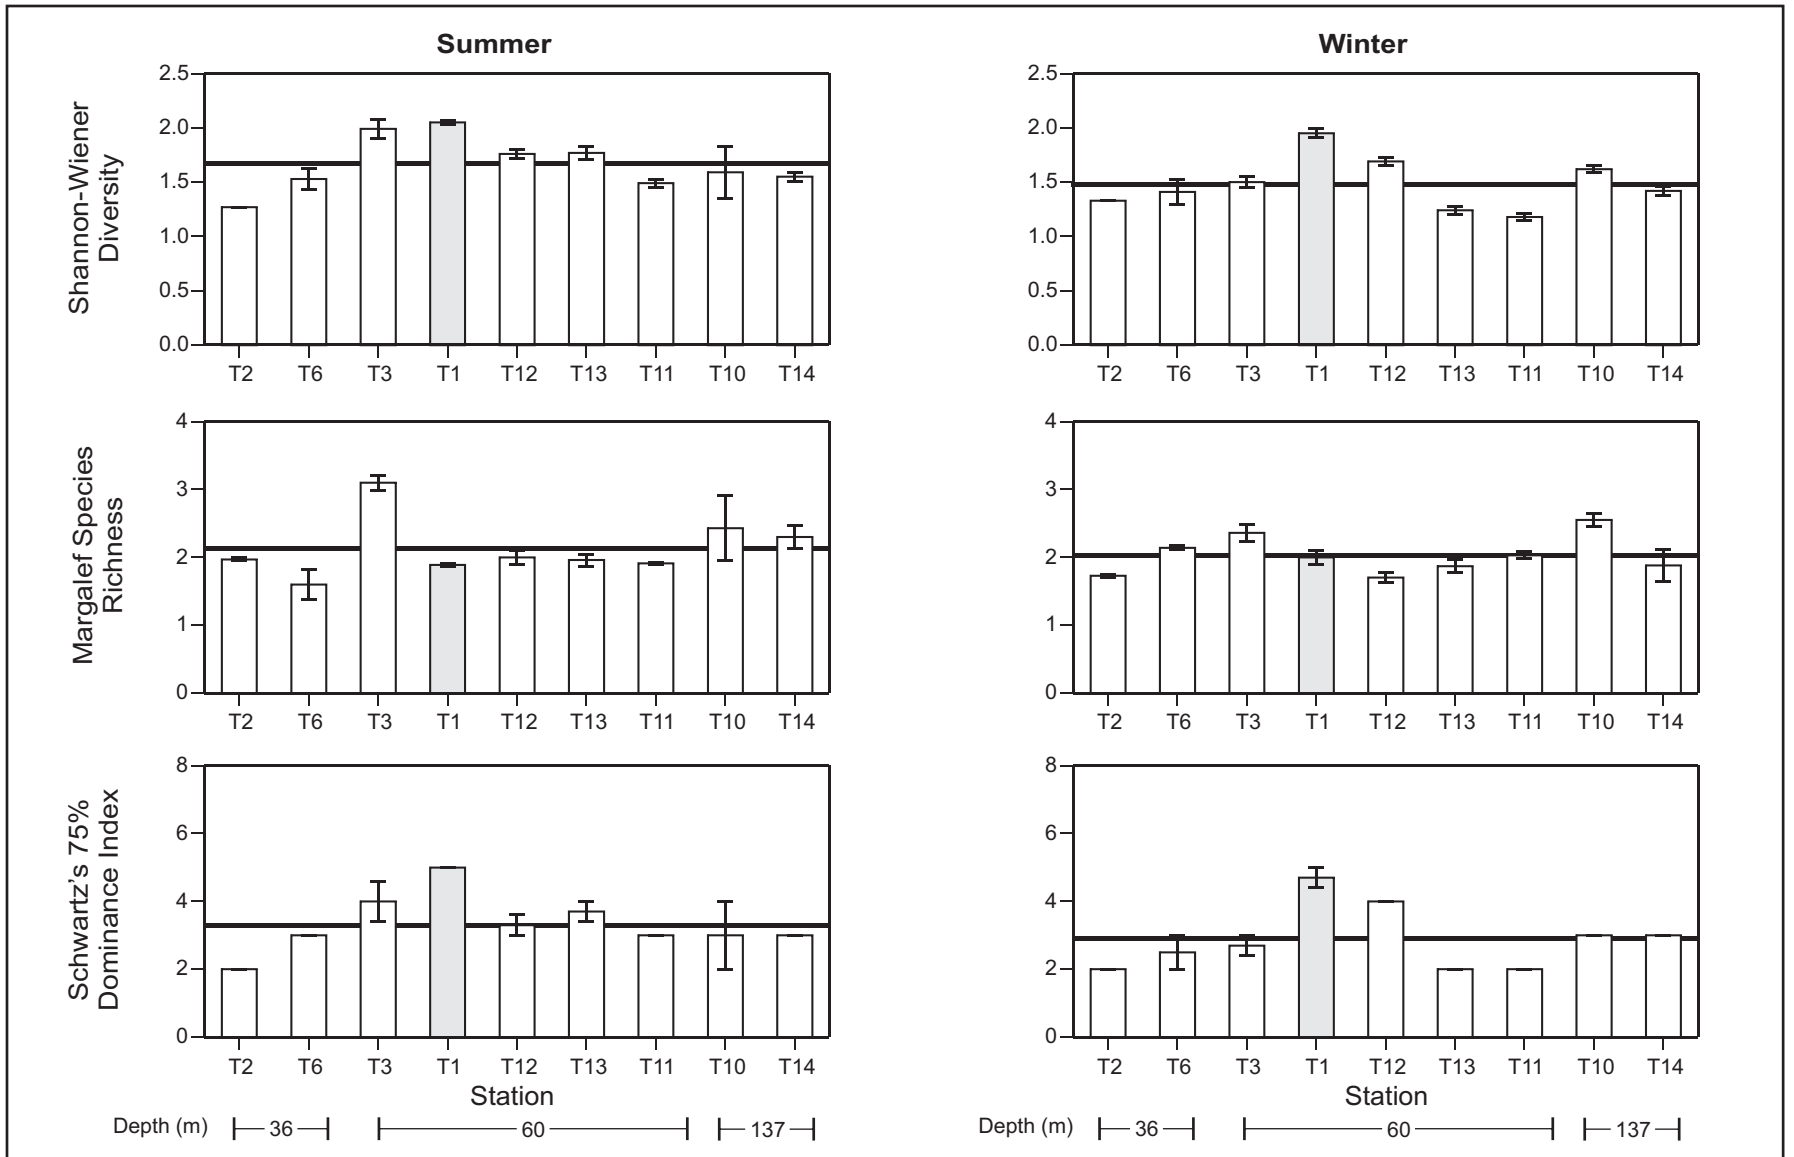 Summer
Winter
Shannon-Wiener
Diversity
2.5
2.0
1.5
1.0
0.5
0.0
T2 T6 T3 T1 T12 T13 T11 T10 T14
2.5
2.0
1.5
1.0
0.5
0.0
T2 T6 T3 T1 T12 T13 T11 T10 T14
Margalef Species
Richness
4
3
2
1
0
T2 T6 T3 T1 T12 T13 T11 T10 T14
4
3
2
1
0
T2 T6 T3 T1 T12 T13 T11 T10 T14
Schwartz's 75%
Dominance Index
8
6
4
2
0
T2 T6 T3 T1 T12 T13 T11 T10 T14
Station
Depth (m) 36 60 137
8
6
4
2
0
T2 T6 T3 T1 T12 T13 T11 T10 T14
Station
Depth (m) 36 60 137